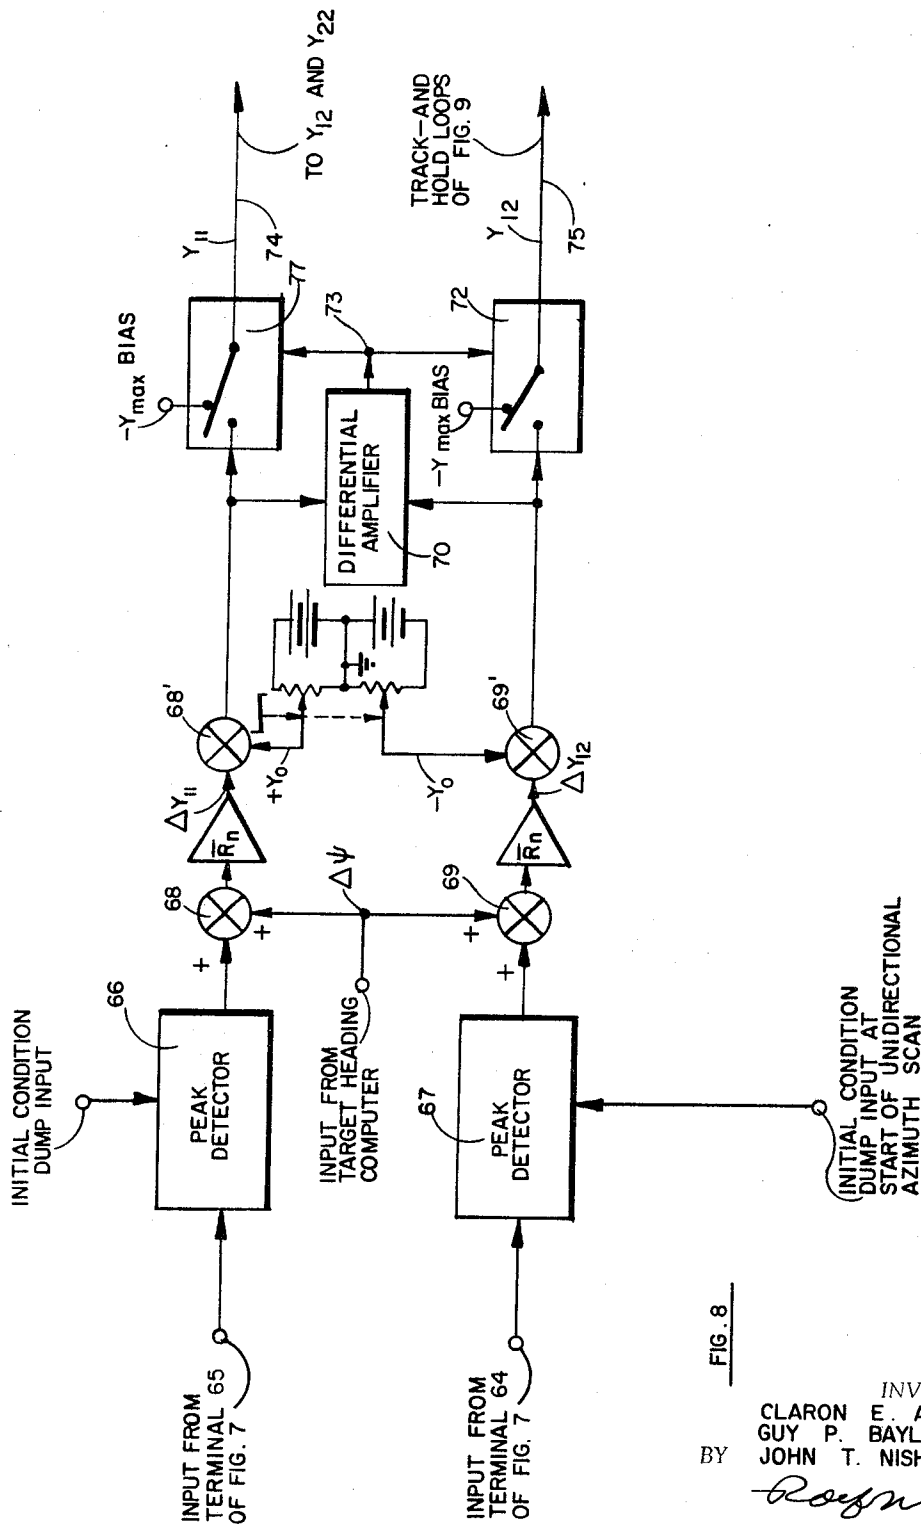 INITIAL CONDITION
DUMP INPUT
66
PEAK
DETECTOR
INPUT FROM
TERMINAL 65
OF FIG. 7
+
+
68
R̅n
ΔY11
68'
+Y0
-Ymax BIAS
77
Y11
74
TO Y12 AND Y22
INPUT FROM
TARGET HEADING
COMPUTER
Δψ
DIFFERENTIAL
AMPLIFIER
70
73
INPUT FROM
TERMINAL 64
OF FIG. 7
67
PEAK
DETECTOR
+
+
69
R̅n
ΔY12
69'
-Y0
-Ymax BIAS
72
Y12
75
TRACK-AND
HOLD LOOPS
OF FIG. 9
INITIAL CONDITION
DUMP INPUT AT
START OF UNIDIRECTIONAL
AZIMUTH SCAN
FIG. 8
INV
CLARON E. A
GUY P. BAYL
BY JOHN T. NISH